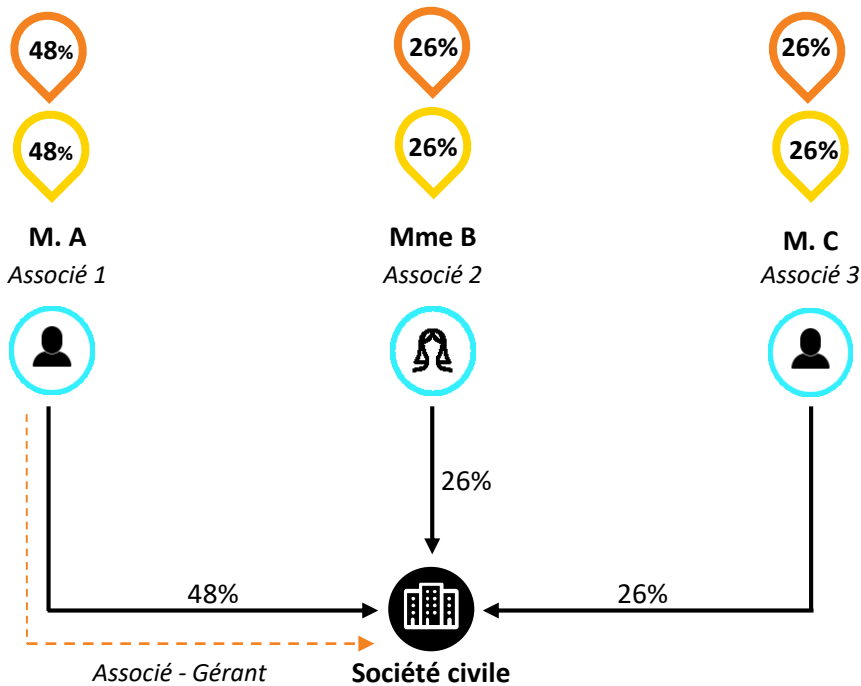 48%
26%
26%
48%
26%
26%
M. A
Mme B
M. C
Associé 1
Associé 2
Associé 3
26%
48%
26%
Associé - Gérant
Société civile